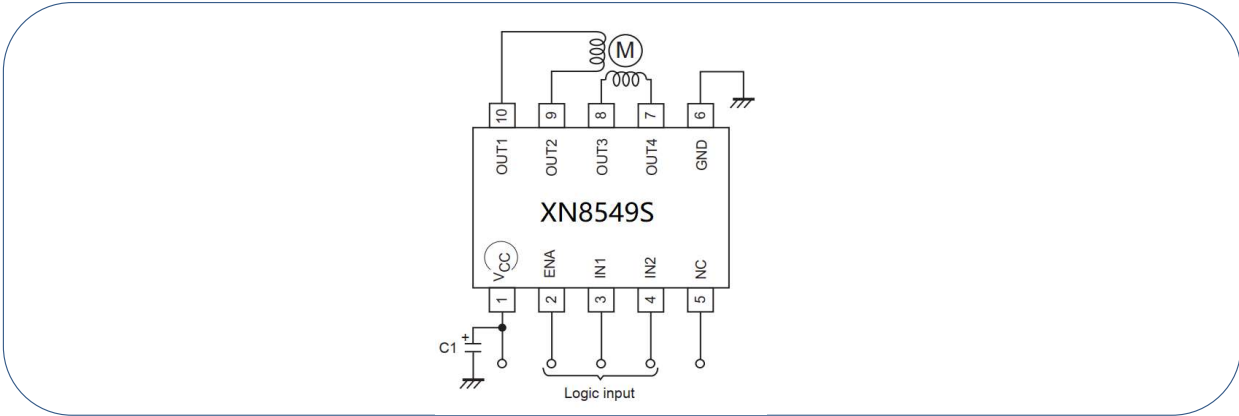 M
10 9 8 7 6
OUT1 OUT2 OUT3 OUT4 GND
XN8549S
VCC ENA IN1 IN2 NC
1 2 3 4 5
C1 +
Logic input